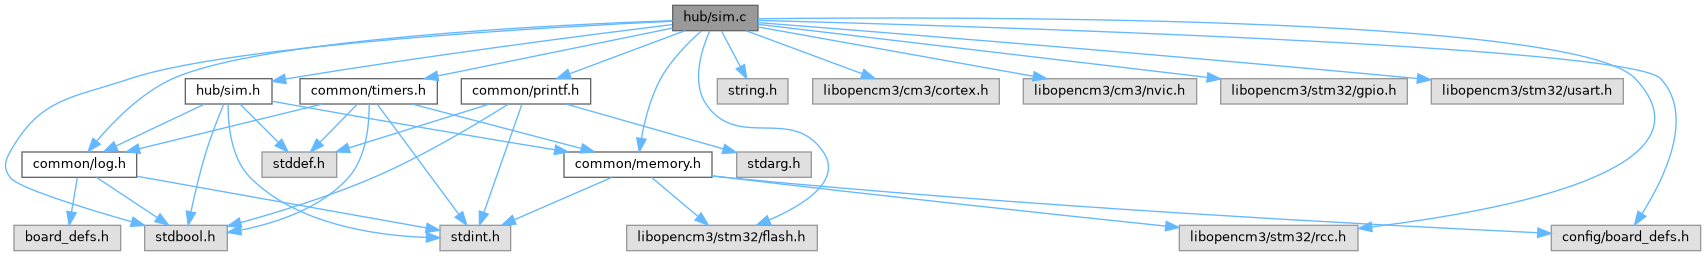 hub/sim.c
hub/sim.h
common/timers.h
common/printf.h
string.h
libopencm3/cm3/cortex.h
libopencm3/cm3/nvic.h
libopencm3/stm32/gpio.h
libopencm3/stm32/usart.h
common/log.h
stddef.h
common/memory.h
stdarg.h
board_defs.h
stdbool.h
stdint.h
libopencm3/stm32/flash.h
libopencm3/stm32/rcc.h
config/board_defs.h